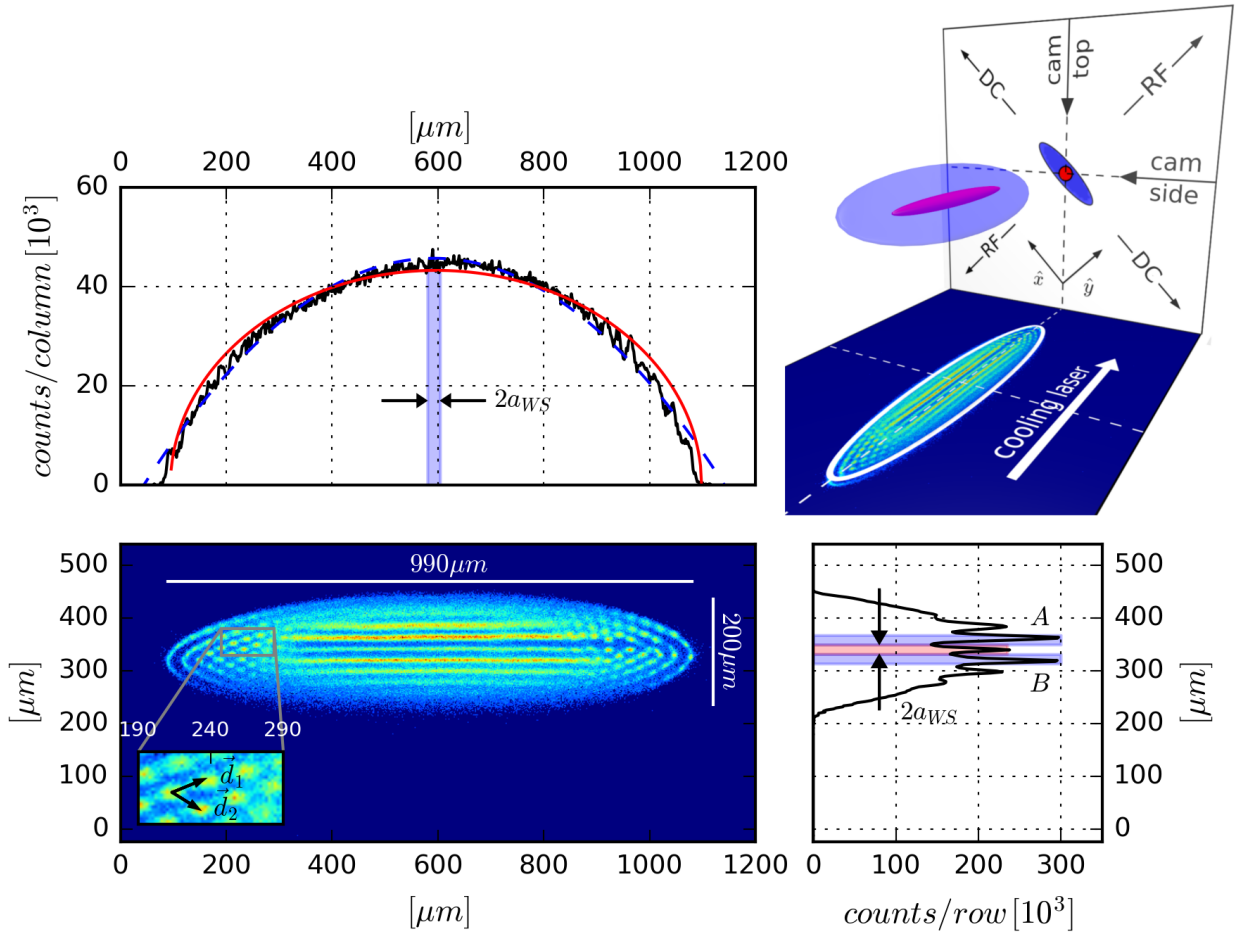 [μm]
0 200 400 600 800 1000 1200
60
40
20
0
counts/column [10³]
2a_WS
cam top
DC
RF
cam side
RF
x̂
ŷ
DC
cooling laser
500
400
300
200
100
0
[μm]
990μm
200μm
190 240 290
d⃗₁
d⃗₂
0 200 400 600 800 1000 1200
[μm]
A
B
2a_WS
500
400
300
200
100
0
[μm]
0 100 200 300
counts/row [10³]